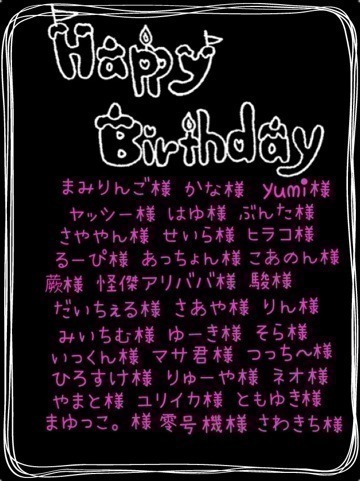 Happy
Birthday
まみりんご様 かな様 yumi様
ヤッシー様 はゆ様 ぶんた様
さややん様 せいら様 ヒラコ様
るーぴ様 あっちょん様 こあのん様
蕨様 怪傑アリババ様 駿様
だいちぇる様 さあや様 りん様
みいちむ様 ゆーき様 そら様
いっくん様 マサ君様 つっち〜様
ひろすけ様 りゅーや様 ネオ様
やまと様 ユリイカ様 ともゆき様
まゆっこ。様 零号機様 さわきち様